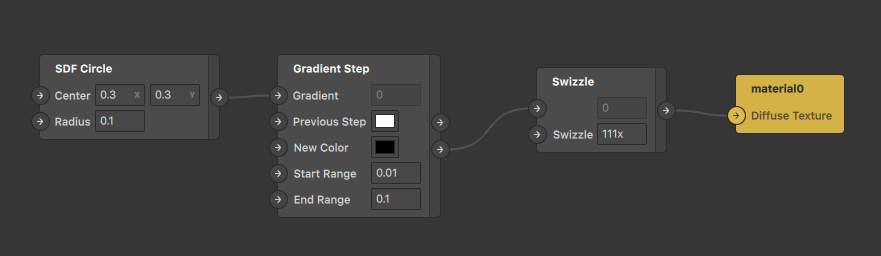 SDF Circle
Center 0.3 X 0.3 Y
Radius 0.1
Gradient Step
Gradient 0
Previous Step
New Color
Start Range 0.01
End Range 0.1
Swizzle
0
Swizzle 111x
material0
Diffuse Texture